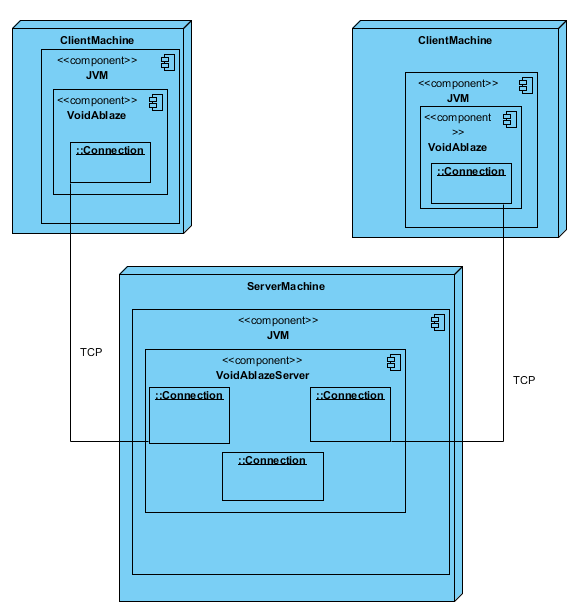 ClientMachine
<<component>>
JVM
<<component>>
VoidAblaze
::Connection
ClientMachine
<<component>>
JVM
<<component
>>
VoidAblaze
::Connection
TCP
TCP
ServerMachine
<<component>>
JVM
<<component>>
VoidAblazeServer
::Connection
::Connection
::Connection